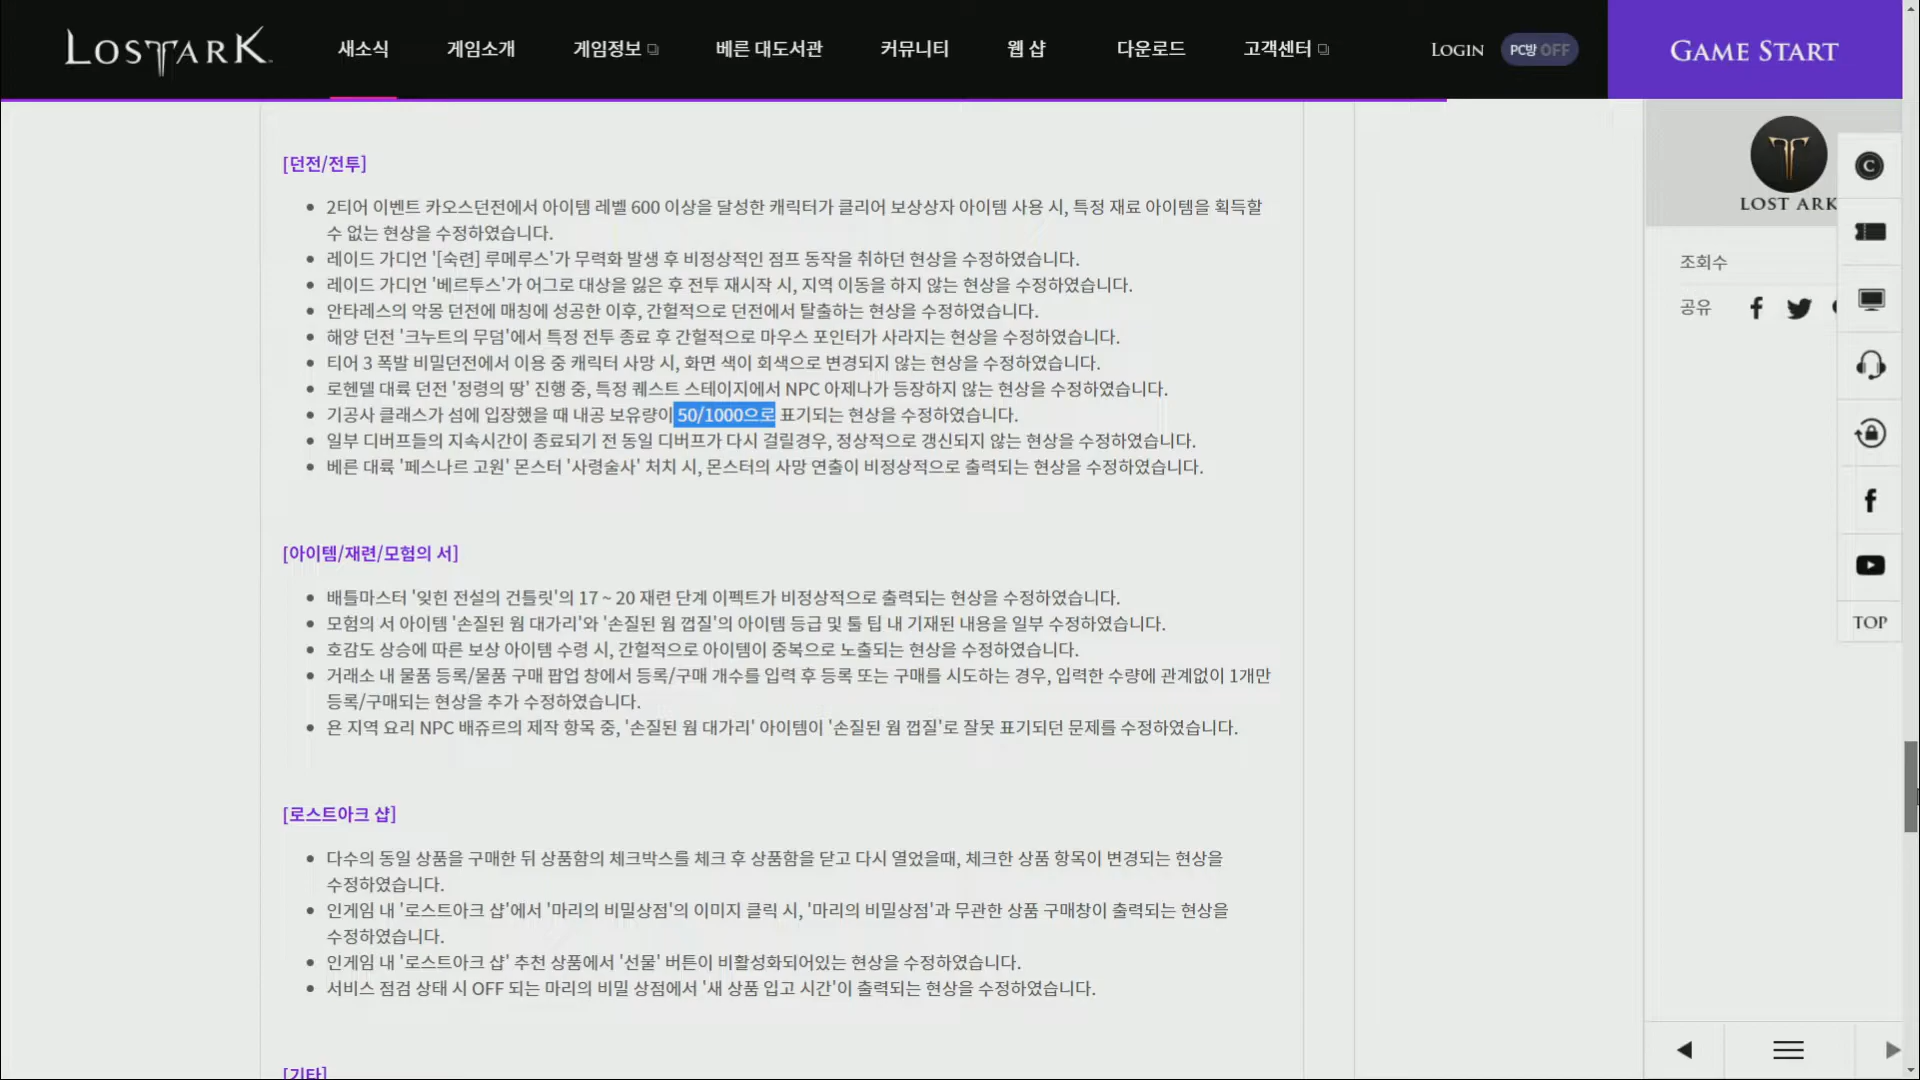 LOSTARK
새소식 게임소개 게임정보 베른 대도서관 커뮤니티 웹 샵 다운로드 고객센터 LOGIN PC방 OFF GAME START
[던전/전투]
2티어 이벤트 카오스던전에서 아이템 레벨 600 이상을 달성한 캐릭터가 클리어 보상상자 아이템 사용 시, 특정 재료 아이템을 획득할
수 없는 현상을 수정하였습니다.
레이드 가디언 '[숙련] 루메루스'가 무력화 발생 후 비정상적인 점프 동작을 취하던 현상을 수정하였습니다.
레이드 가디언 '베르투스'가 어그로 대상을 잃은 후 전투 재시작 시, 지역 이동을 하지 않는 현상을 수정하였습니다.
안타레스의 악몽 던전에 매칭에 성공한 이후, 간헐적으로 던전에서 탈출하는 현상을 수정하였습니다.
해양 던전 '크누트의 무덤'에서 특정 전투 종료 후 간헐적으로 마우스 포인터가 사라지는 현상을 수정하였습니다.
티어 3 폭발 비밀던전에서 이용 중 캐릭터 사망 시, 화면 색이 회색으로 변경되지 않는 현상을 수정하였습니다.
로헨델 대륙 던전 '정령의 땅' 진행 중, 특정 퀘스트 스테이지에서 NPC 아제나가 등장하지 않는 현상을 수정하였습니다.
기공사 클래스가 섬에 입장했을 때 내공 보유량이 50/1000으로 표기되는 현상을 수정하였습니다.
일부 디버프들의 지속시간이 종료되기 전 동일 디버프가 다시 걸릴경우, 정상적으로 갱신되지 않는 현상을 수정하였습니다.
베른 대륙 '페스나르 고원' 몬스터 '사령술사' 처치 시, 몬스터의 사망 연출이 비정상적으로 출력되는 현상을 수정하였습니다.
[아이템/재련/모험의 서]
배틀마스터 '잊힌 전설의 건틀릿'의 17 ~ 20 재련 단계 이펙트가 비정상적으로 출력되는 현상을 수정하였습니다.
모험의 서 아이템 '손질된 웜 대가리'와 '손질된 웜 껍질'의 아이템 등급 및 툴 팁 내 기재된 내용을 일부 수정하였습니다.
호감도 상승에 따른 보상 아이템 수령 시, 간헐적으로 아이템이 중복으로 노출되는 현상을 수정하였습니다.
거래소 내 물품 등록/물품 구매 팝업 창에서 등록/구매 개수를 입력 후 등록 또는 구매를 시도하는 경우, 입력한 수량에 관계없이 1개만
등록/구매되는 현상을 추가 수정하였습니다.
욘 지역 요리 NPC 배쥬르의 제작 항목 중, '손질된 웜 대가리' 아이템이 '손질된 웜 껍질'로 잘못 표기되던 문제를 수정하였습니다.
[로스트아크 샵]
다수의 동일 상품을 구매한 뒤 상품함의 체크박스를 체크 후 상품함을 닫고 다시 열었을때, 체크한 상품 항목이 변경되는 현상을
수정하였습니다.
인게임 내 '로스트아크 샵'에서 '마리의 비밀상점'의 이미지 클릭 시, '마리의 비밀상점'과 무관한 상품 구매창이 출력되는 현상을
수정하였습니다.
인게임 내 '로스트아크 샵' 추천 상품에서 '선물' 버튼이 비활성화되어있는 현상을 수정하였습니다.
서비스 점검 상태 시 OFF 되는 마리의 비밀 상점에서 '새 상품 입고 시간'이 출력되는 현상을 수정하였습니다.
[기타]
LOST ARK
조회수
공유
TOP